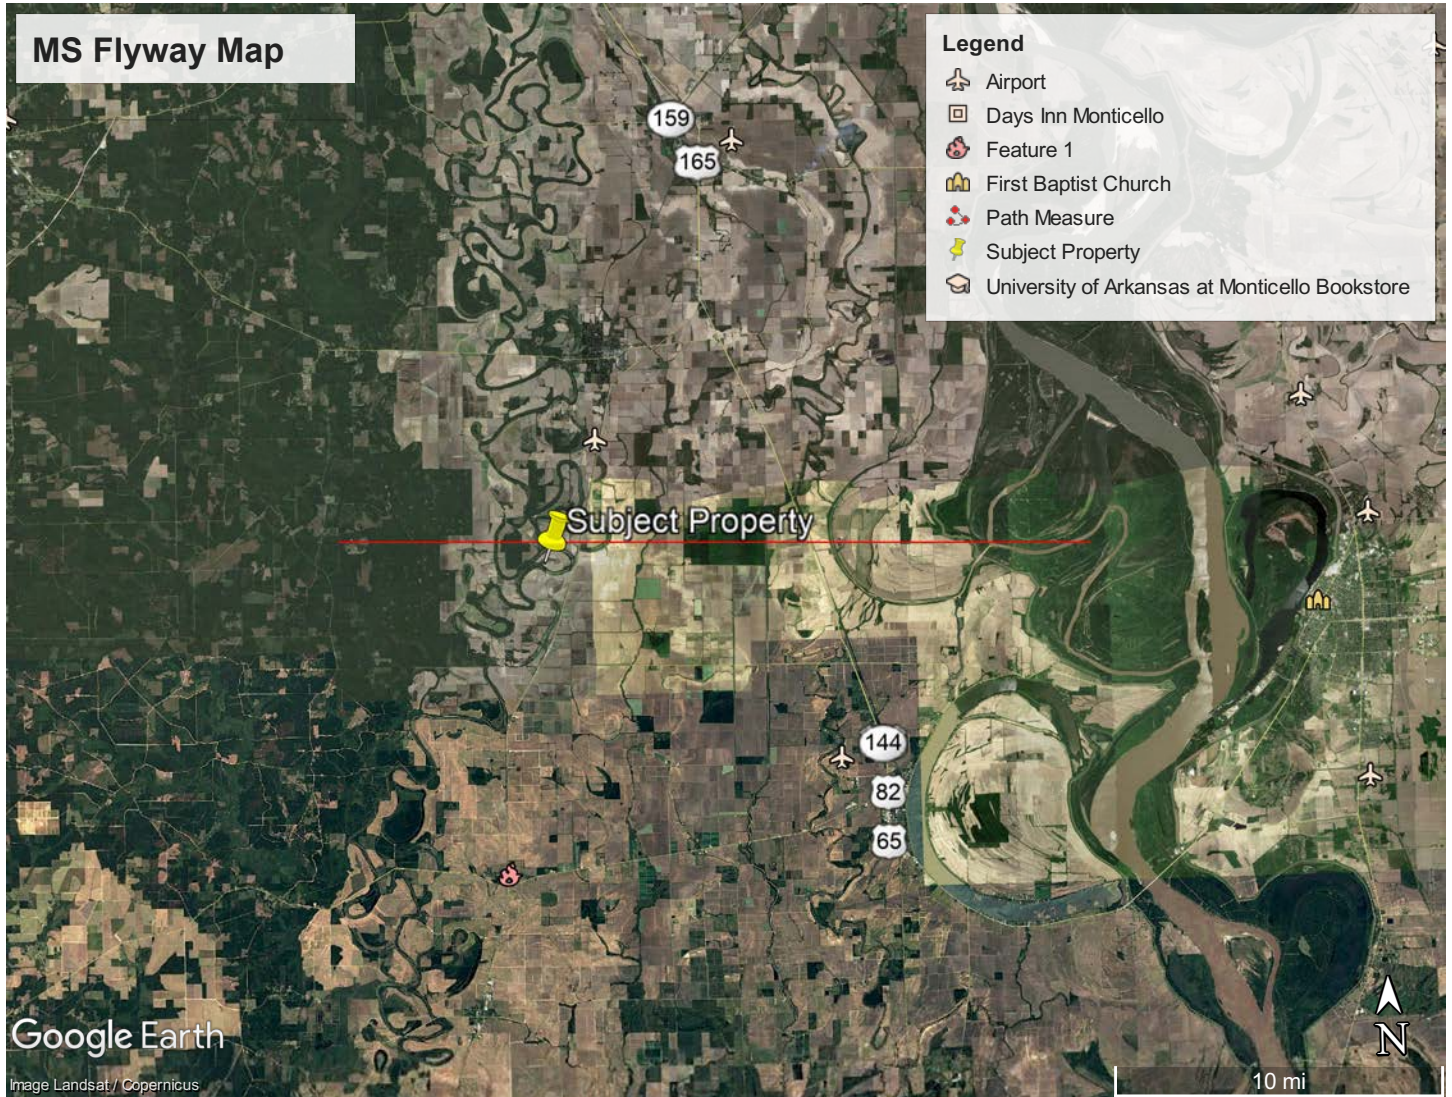 MS Flyway Map
Legend
Airport
Days Inn Monticello
Feature 1
First Baptist Church
Path Measure
Subject Property
University of Arkansas at Monticello Bookstore
159
165
Subject Property
144
82
65
Google Earth
Image Landsat / Copernicus
N
10 mi